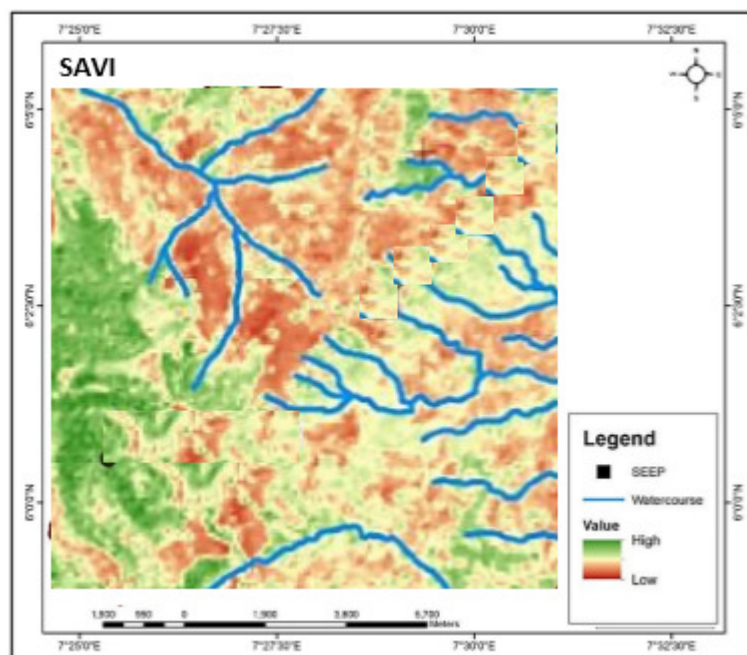 7°25'0"E 7°27'30"E 7°30'0"E 7°32'30"E
SAVI
N
W E
S
6°5'0"N 6°5'0"N
6°2'30"N 6°2'30"N
6°0'0"N 6°0'0"N
Legend
SEEP
Watercourse
Value
High
Low
1,900 950 0 1,900 3,800 5,700
Meters
7°25'0"E 7°27'30"E 7°30'0"E 7°32'30"E